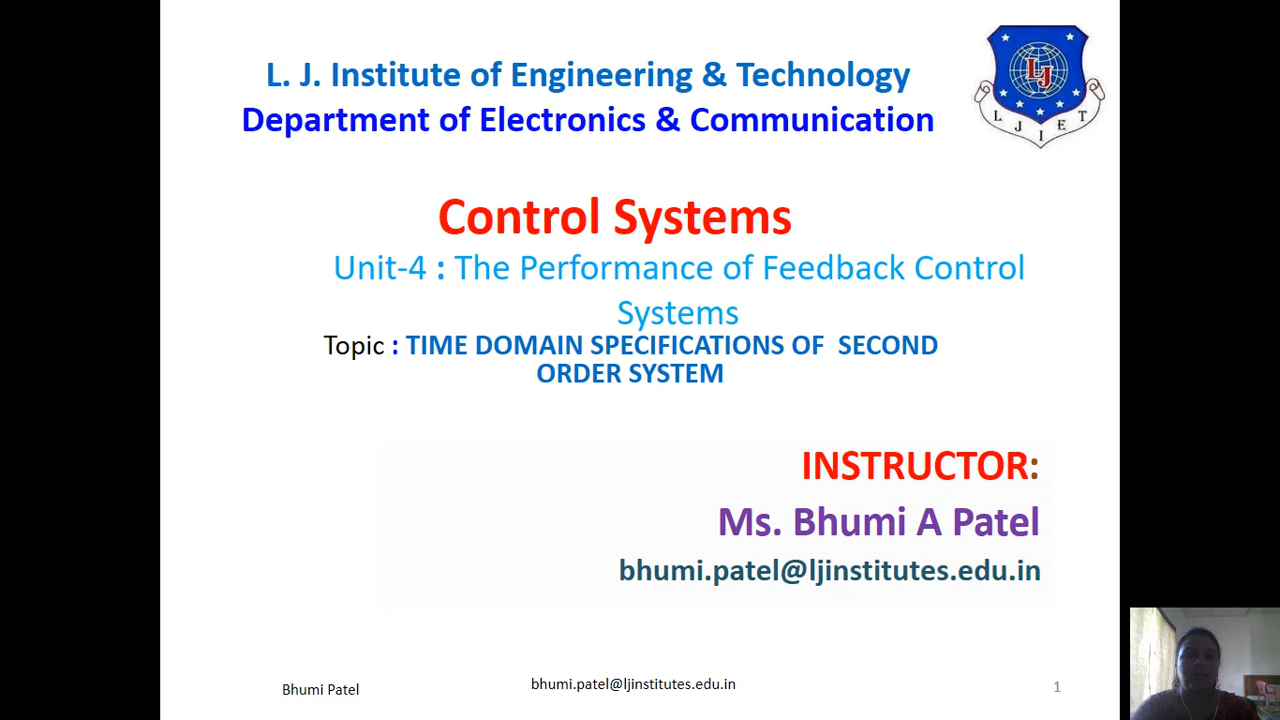 L. J. Institute of Engineering & Technology
Department of Electronics & Communication
LJ
L J I E T
Control Systems
Unit-4 : The Performance of Feedback Control
Systems
Topic : TIME DOMAIN SPECIFICATIONS OF SECOND
ORDER SYSTEM
INSTRUCTOR:
Ms. Bhumi A Patel
bhumi.patel@ljinstitutes.edu.in
Bhumi Patel
bhumi.patel@ljinstitutes.edu.in
1